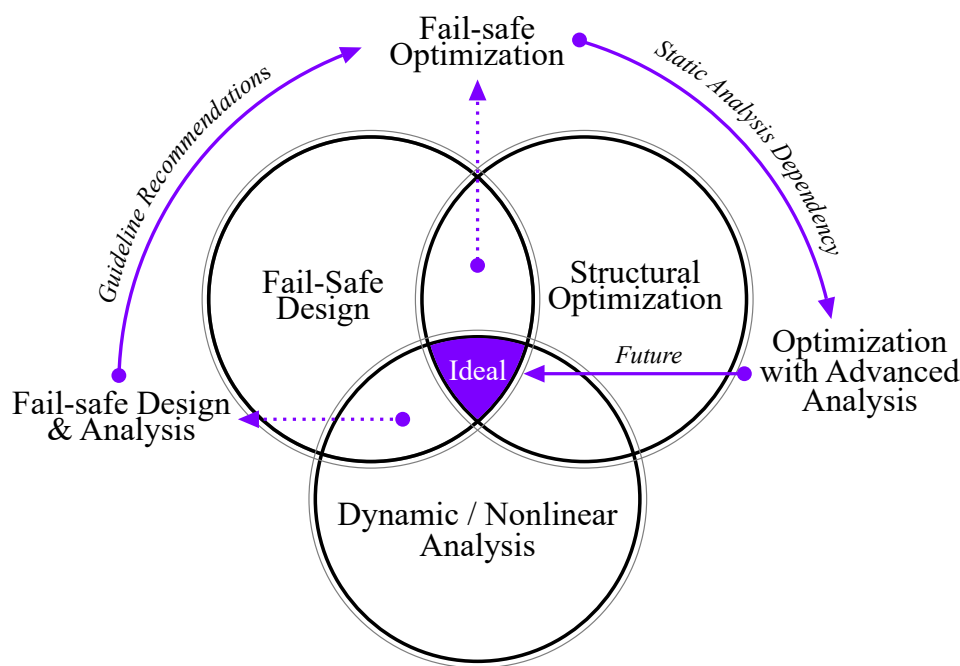 Fail-safe
Optimization
Guideline Recommendations
Static Analysis Dependency
Fail-Safe
Design
Structural
Optimization
Ideal
Future
Optimization
with Advanced
Analysis
Fail-safe Design
& Analysis
Dynamic / Nonlinear
Analysis